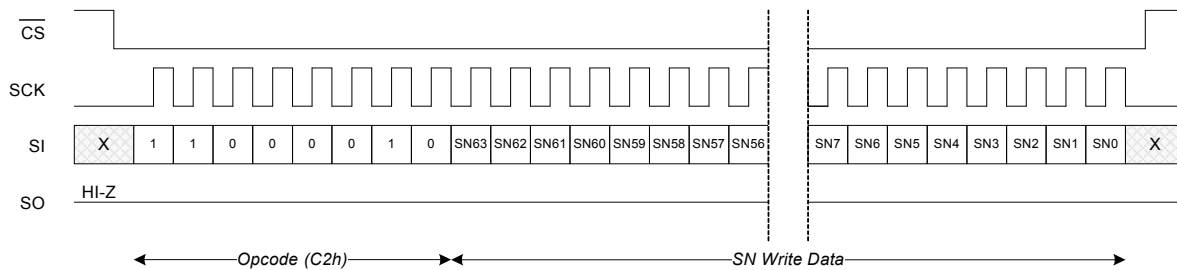 CS
SCK
SI X 1 1 0 0 0 0 1 0 SN63 SN62 SN61 SN60 SN59 SN58 SN57 SN56 SN7 SN6 SN5 SN4 SN3 SN2 SN1 SN0 X
HI-Z
SO
Opcode (C2h) SN Write Data